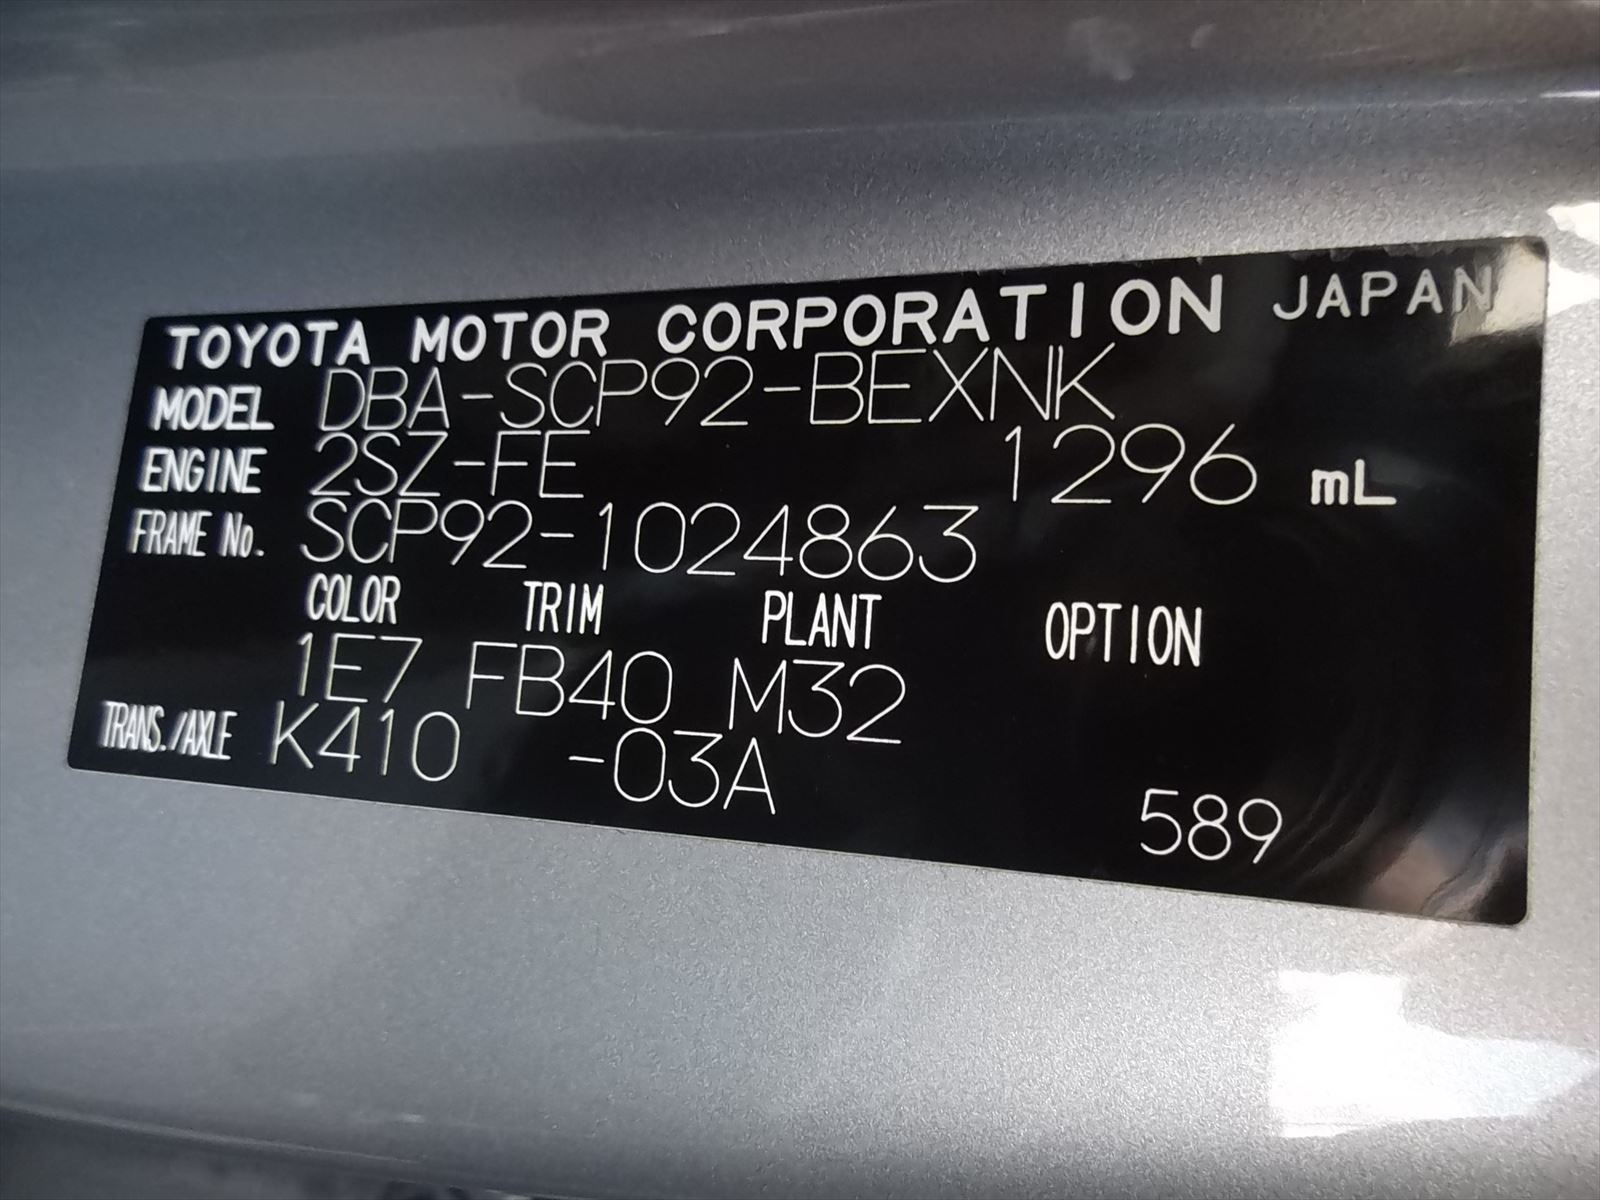 TOYOTA MOTOR CORPORATION JAPAN
MODEL DBA-SCP92-BEXNK
ENGINE 2SZ-FE 1296 mL
FRAME No. SCP92-1024863
COLOR TRIM PLANT OPTION
1E7 FB40 M32
TRANS./AXLE K410 -03A
589